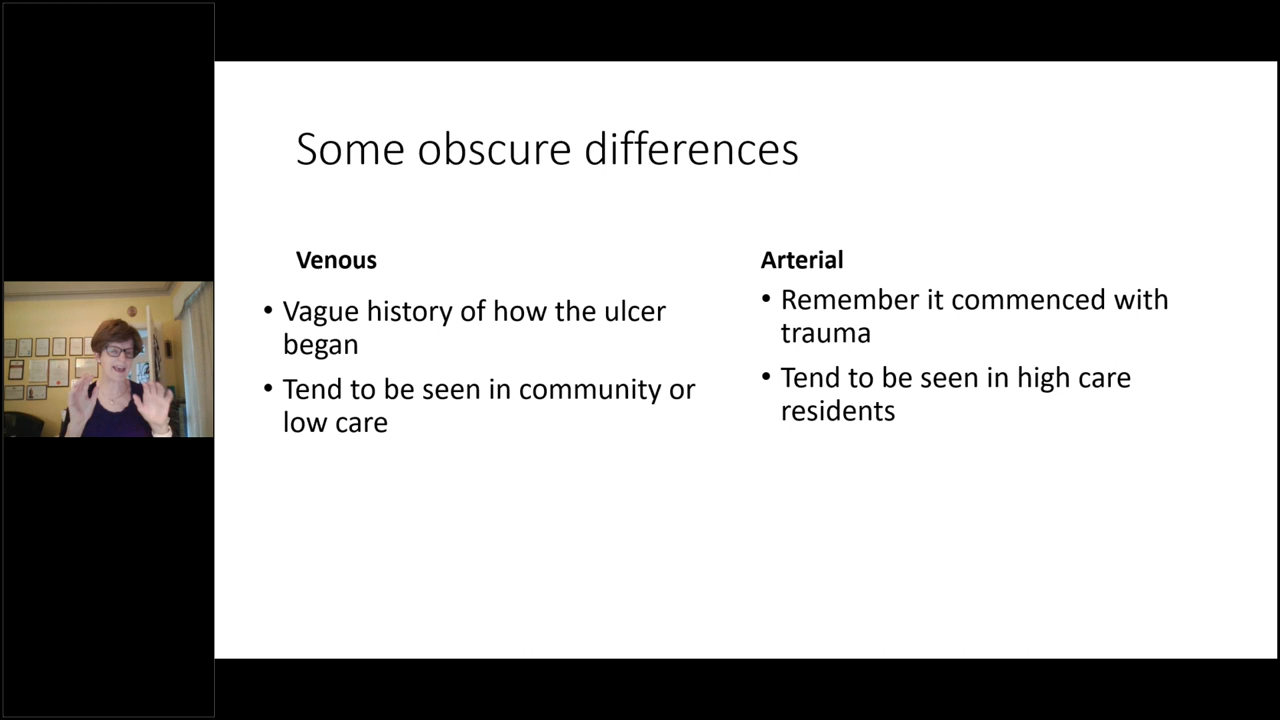 Some obscure differences
Venous
• Vague history of how the ulcer
began
• Tend to be seen in community or
low care
Arterial
• Remember it commenced with
trauma
• Tend to be seen in high care
residents